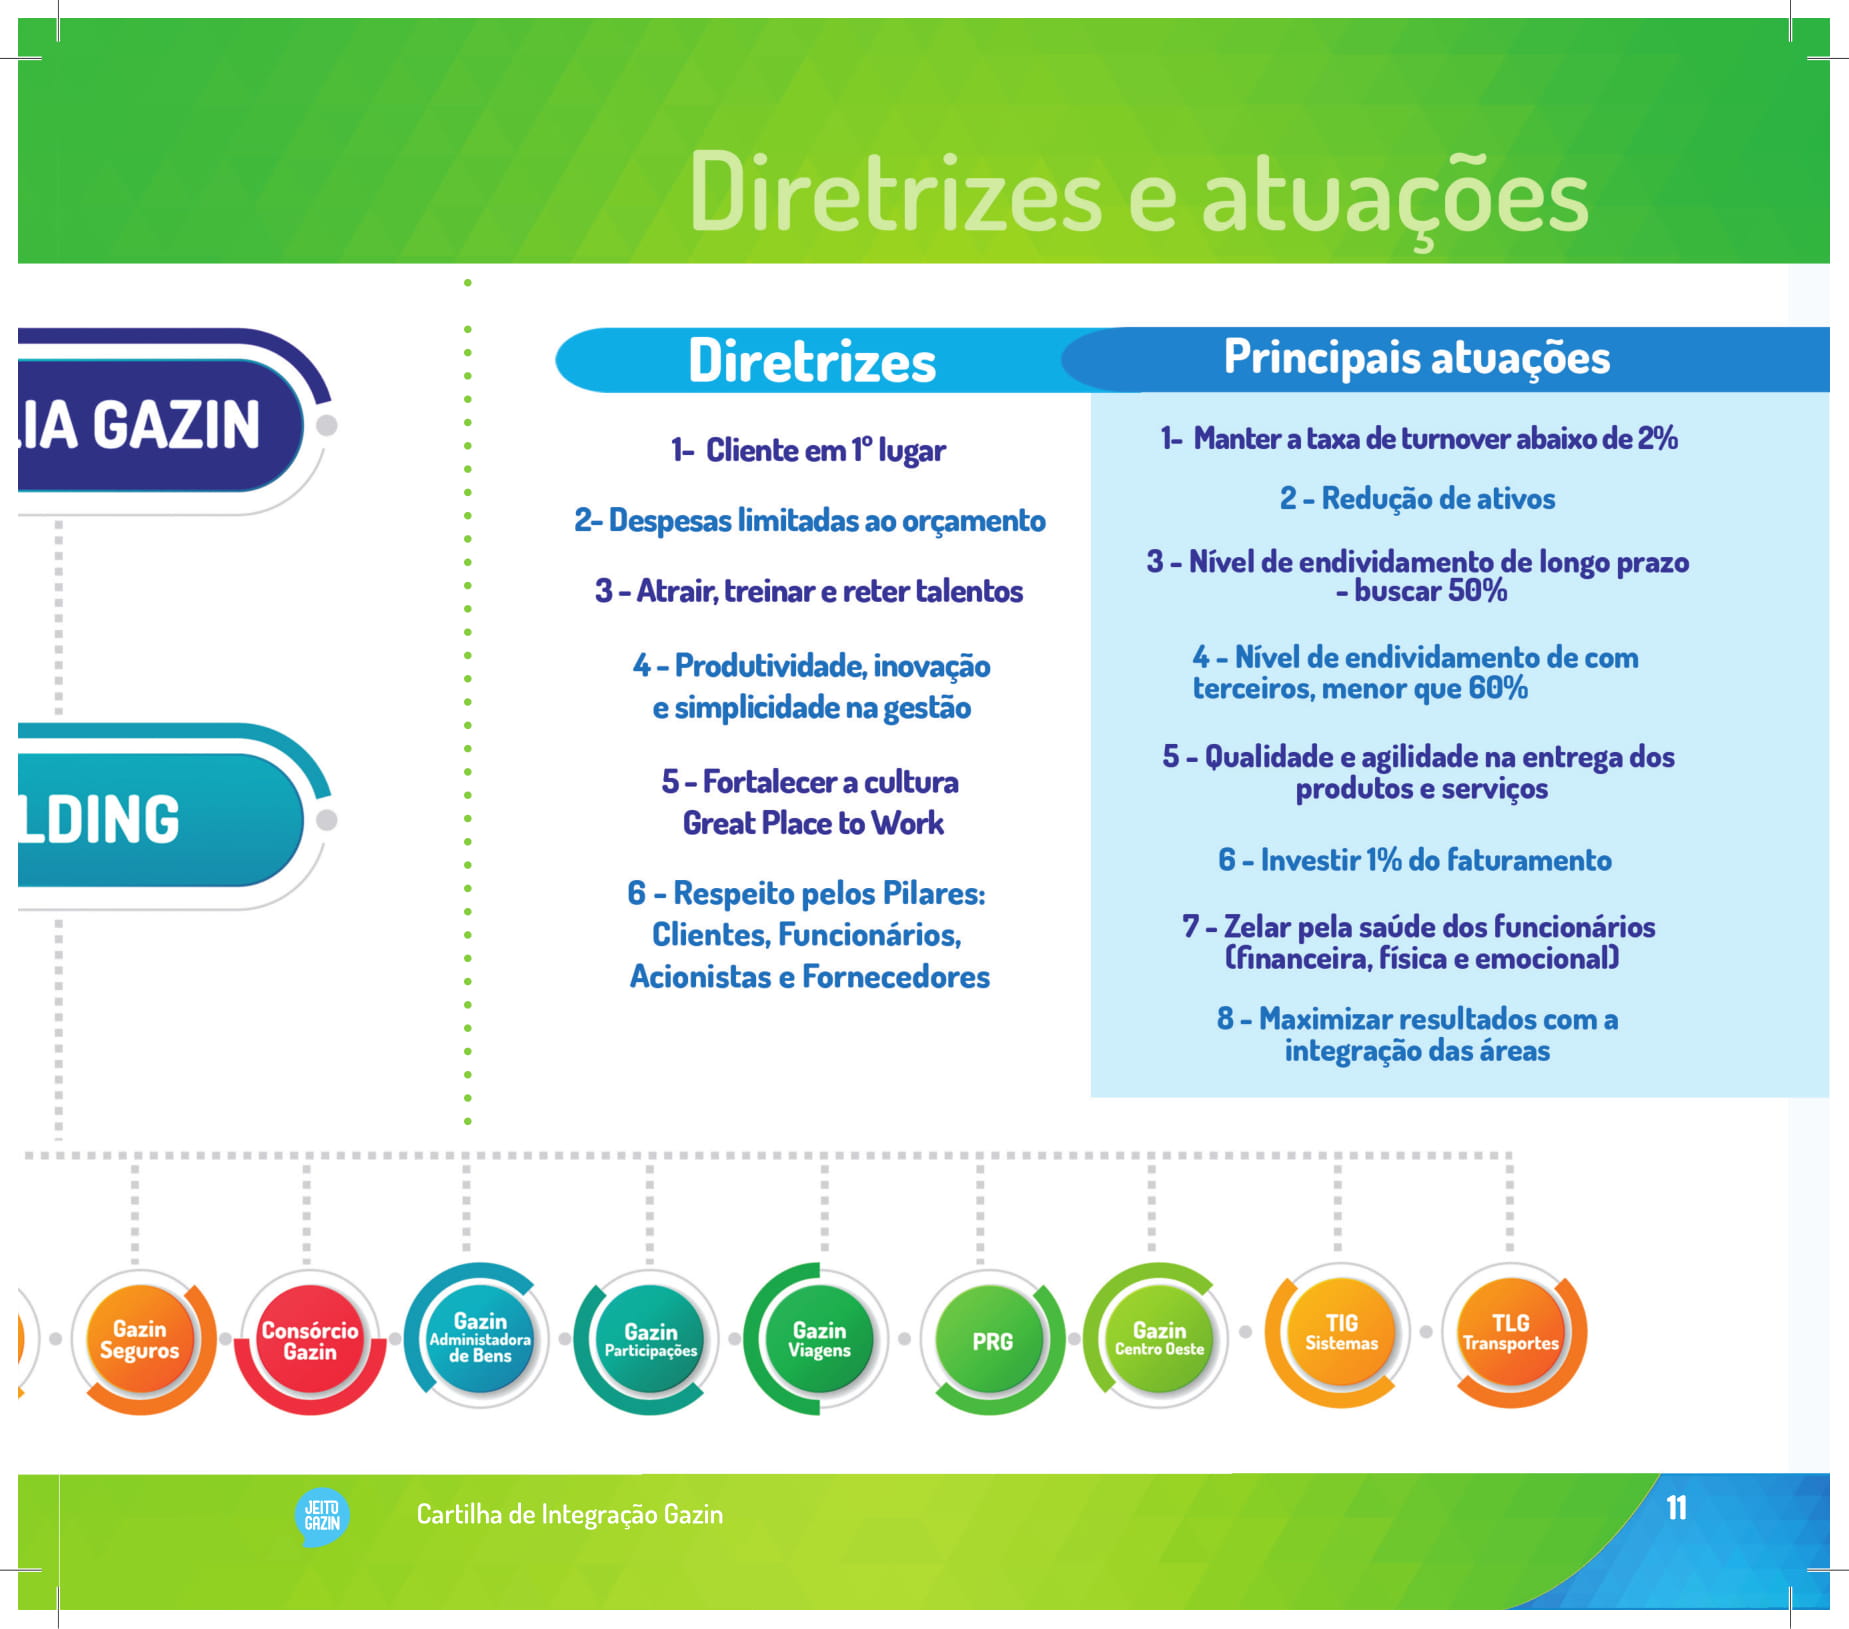 Diretrizes e atuações
LIA GAZIN
LDING
Diretrizes
1- Cliente em 1º lugar
2- Despesas limitadas ao orçamento
3 - Atrair, treinar e reter talentos
4 - Produtividade, inovação
e simplicidade na gestão
5 - Fortalecer a cultura
Great Place to Work
6 - Respeito pelos Pilares:
Clientes, Funcionários,
Acionistas e Fornecedores
Principais atuações
1- Manter a taxa de turnover abaixo de 2%
2 - Redução de ativos
3 - Nível de endividamento de longo prazo
- buscar 50%
4 - Nível de endividamento de com
terceiros, menor que 60%
5 - Qualidade e agilidade na entrega dos
produtos e serviços
6 - Investir 1% do faturamento
7 - Zelar pela saúde dos funcionários
(financeira, física e emocional)
8 - Maximizar resultados com a
integração das áreas
Gazin
Seguros
Consórcio
Gazin
Gazin
Administadora
de Bens
Gazin
Participações
Gazin
Viagens
PRG
Gazin
Centro Oeste
TIG
Sistemas
TLG
Transportes
JEITO
GAZIN
Cartilha de Integração Gazin
11